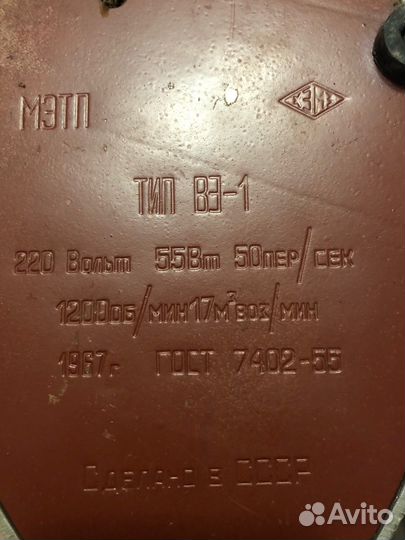 МЭТП
ТИП ВЭ-1
220 Вольт 55Вт 50пер/сек
1200об/мин 17м³воз/мин
1967г ГОСТ 7402-55
Сделано в СССР
Avito